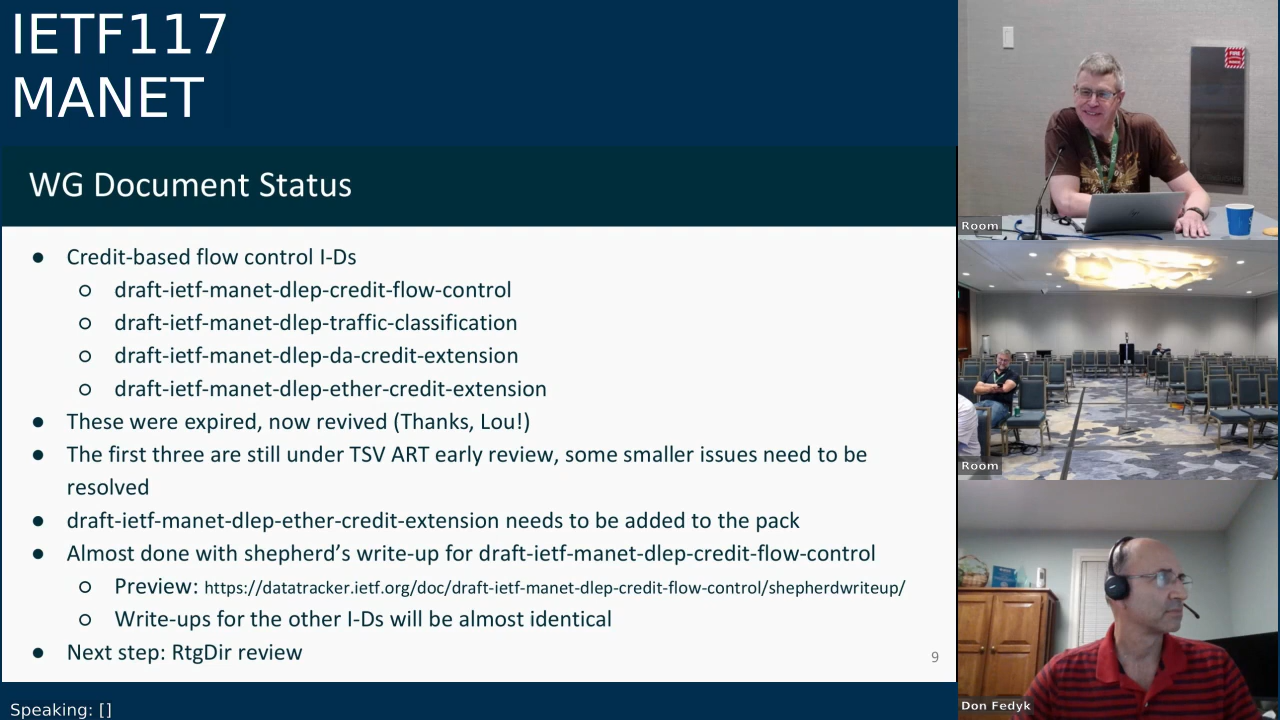 IETF117
MANET
WG Document Status
● Credit-based flow control I-Ds
○ draft-ietf-manet-dlep-credit-flow-control
○ draft-ietf-manet-dlep-traffic-classification
○ draft-ietf-manet-dlep-da-credit-extension
○ draft-ietf-manet-dlep-ether-credit-extension
● These were expired, now revived (Thanks, Lou!)
● The first three are still under TSV ART early review, some smaller issues need to be
resolved
● draft-ietf-manet-dlep-ether-credit-extension needs to be added to the pack
● Almost done with shepherd’s write-up for draft-ietf-manet-dlep-credit-flow-control
○ Preview: https://datatracker.ietf.org/doc/draft-ietf-manet-dlep-credit-flow-control/shepherdwriteup/
○ Write-ups for the other I-Ds will be almost identical
● Next step: RtgDir review
9
Speaking: []
Room
Room
Don Fedyk